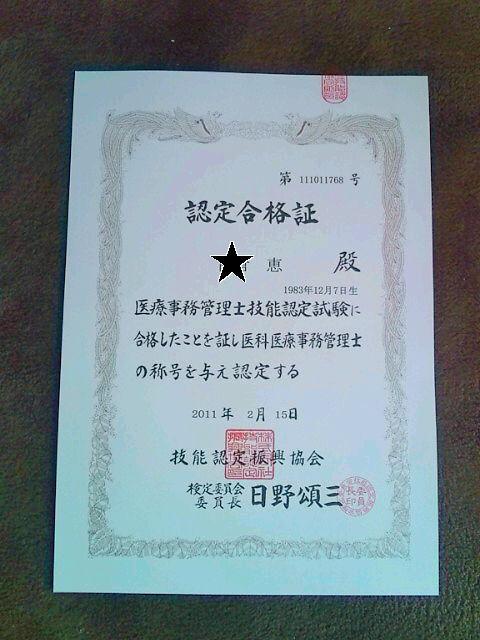 第 111011768 号
認定合格証
恵 殿
1983年12月7日生
医療事務管理士技能認定試験に
合格したことを証し医科医療事務管理士
の称号を与え認定する
2011 年 2 月 15日
技能認定振興協会
検定委員会
委員長 日野頌三